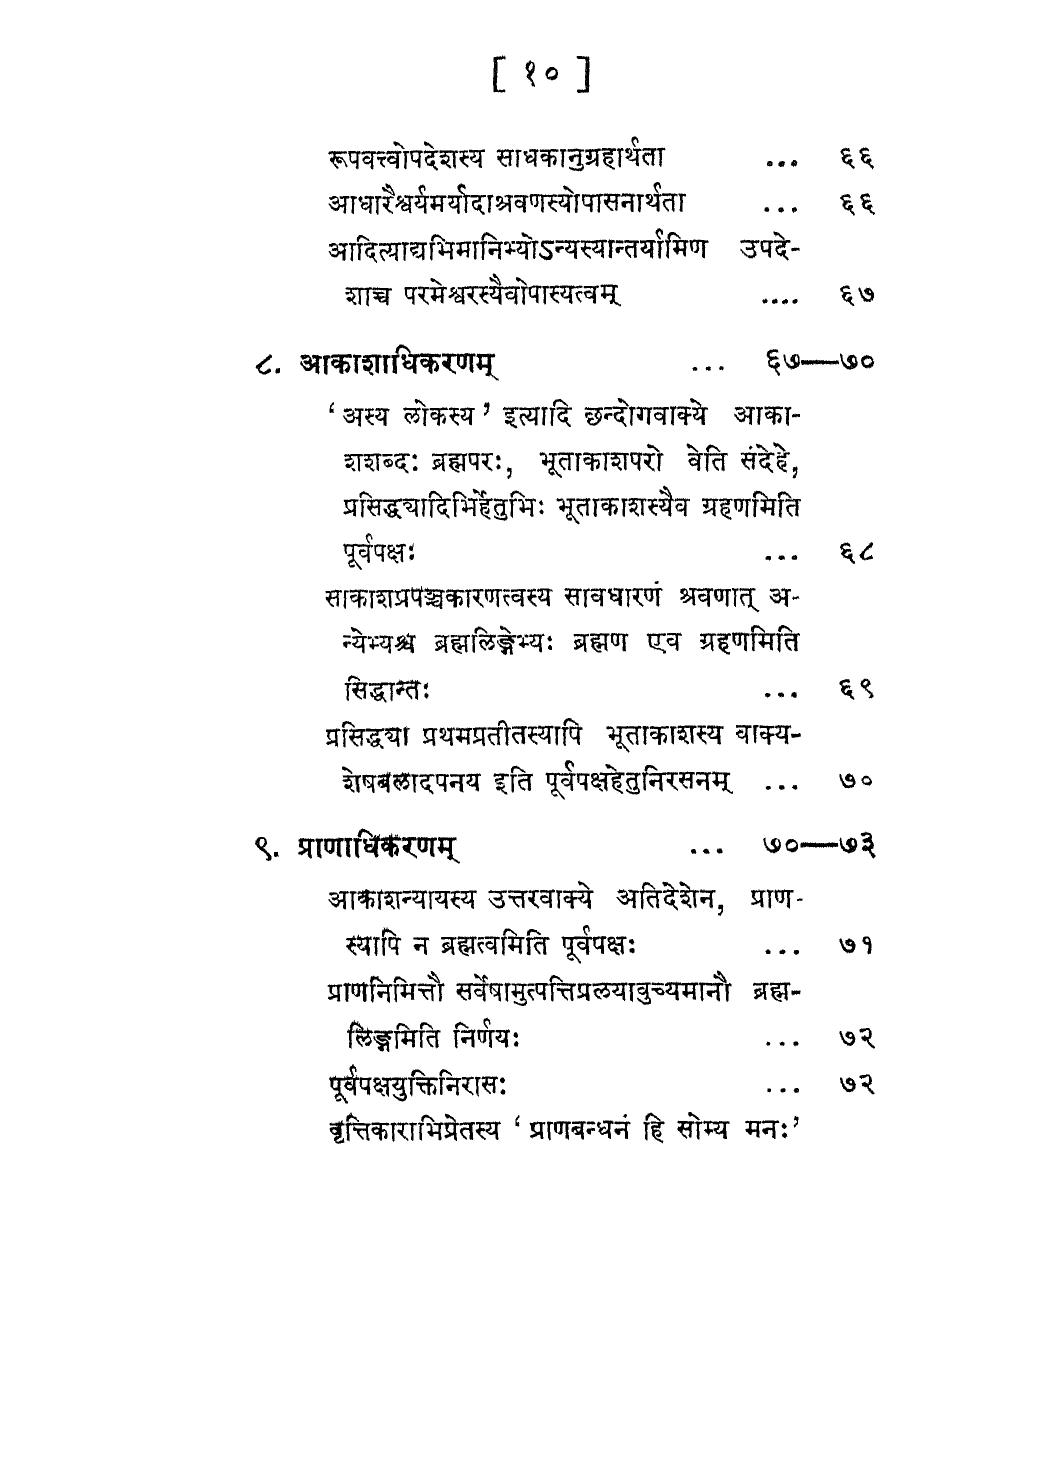 [ १० ]
रूपवत्त्वोपदेशस्य साधकानुग्रहार्थता ... ६६
आधारैश्वर्यमर्यादाश्रवणस्योपासनार्थता ... ६६
आदित्याद्यभिमानिभ्योऽन्यस्यान्तर्यामिण उपदे-
शाच्च परमेश्वरस्यैवोपास्यत्वम् .... ६७
८. आकाशाधिकरणम् ... ६७—७०
‘ अस्य लोकस्य ’ इत्यादि छन्दोगवाक्ये आका-
शशब्दः ब्रह्मपरः, भूताकाशपरो वेति संदेहे,
प्रसिद्ध्यादिभिर्हेतुभिः भूताकाशस्यैव ग्रहणमिति
पूर्वपक्षः ... ६८
साकाशप्रपञ्चकारणत्वस्य सावधारणं श्रवणात् अ-
न्येभ्यश्च ब्रह्मलिङ्गेभ्यः ब्रह्मण एव ग्रहणमिति
सिद्धान्तः ... ६९
प्रसिद्ध्या प्रथमप्रतीतस्यापि भूताकाशस्य वाक्य-
शेषबलादपनय इति पूर्वपक्षहेतुनिरसनम् ... ७०
९. प्राणाधिकरणम् ... ७०—७३
आकाशन्यायस्य उत्तरवाक्ये अतिदेशेन, प्राण-
स्यापि न ब्रह्मत्वमिति पूर्वपक्षः ... ७१
प्राणनिमित्तौ सर्वेषामुत्पत्तिप्रलयावुच्यमानौ ब्रह्म-
लिङ्गमिति निर्णयः ... ७२
पूर्वपक्षयुक्तिनिरासः ... ७२
वृत्तिकाराभिप्रेतस्य ‘ प्राणबन्धनं हि सोम्य मनः ’